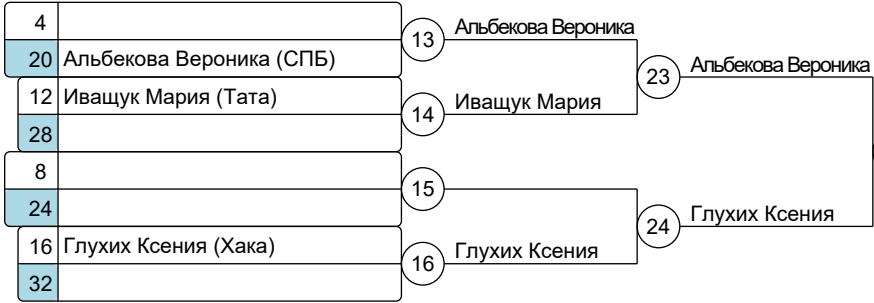 4
13
Альбекова Вероника
20 Альбекова Вероника (СПБ)
23
Альбекова Вероника
12 Иващук Мария (Тата)
14
Иващук Мария
28
8
15
24
24
Глухих Ксения
16 Глухих Ксения (Хака)
16
Глухих Ксения
32